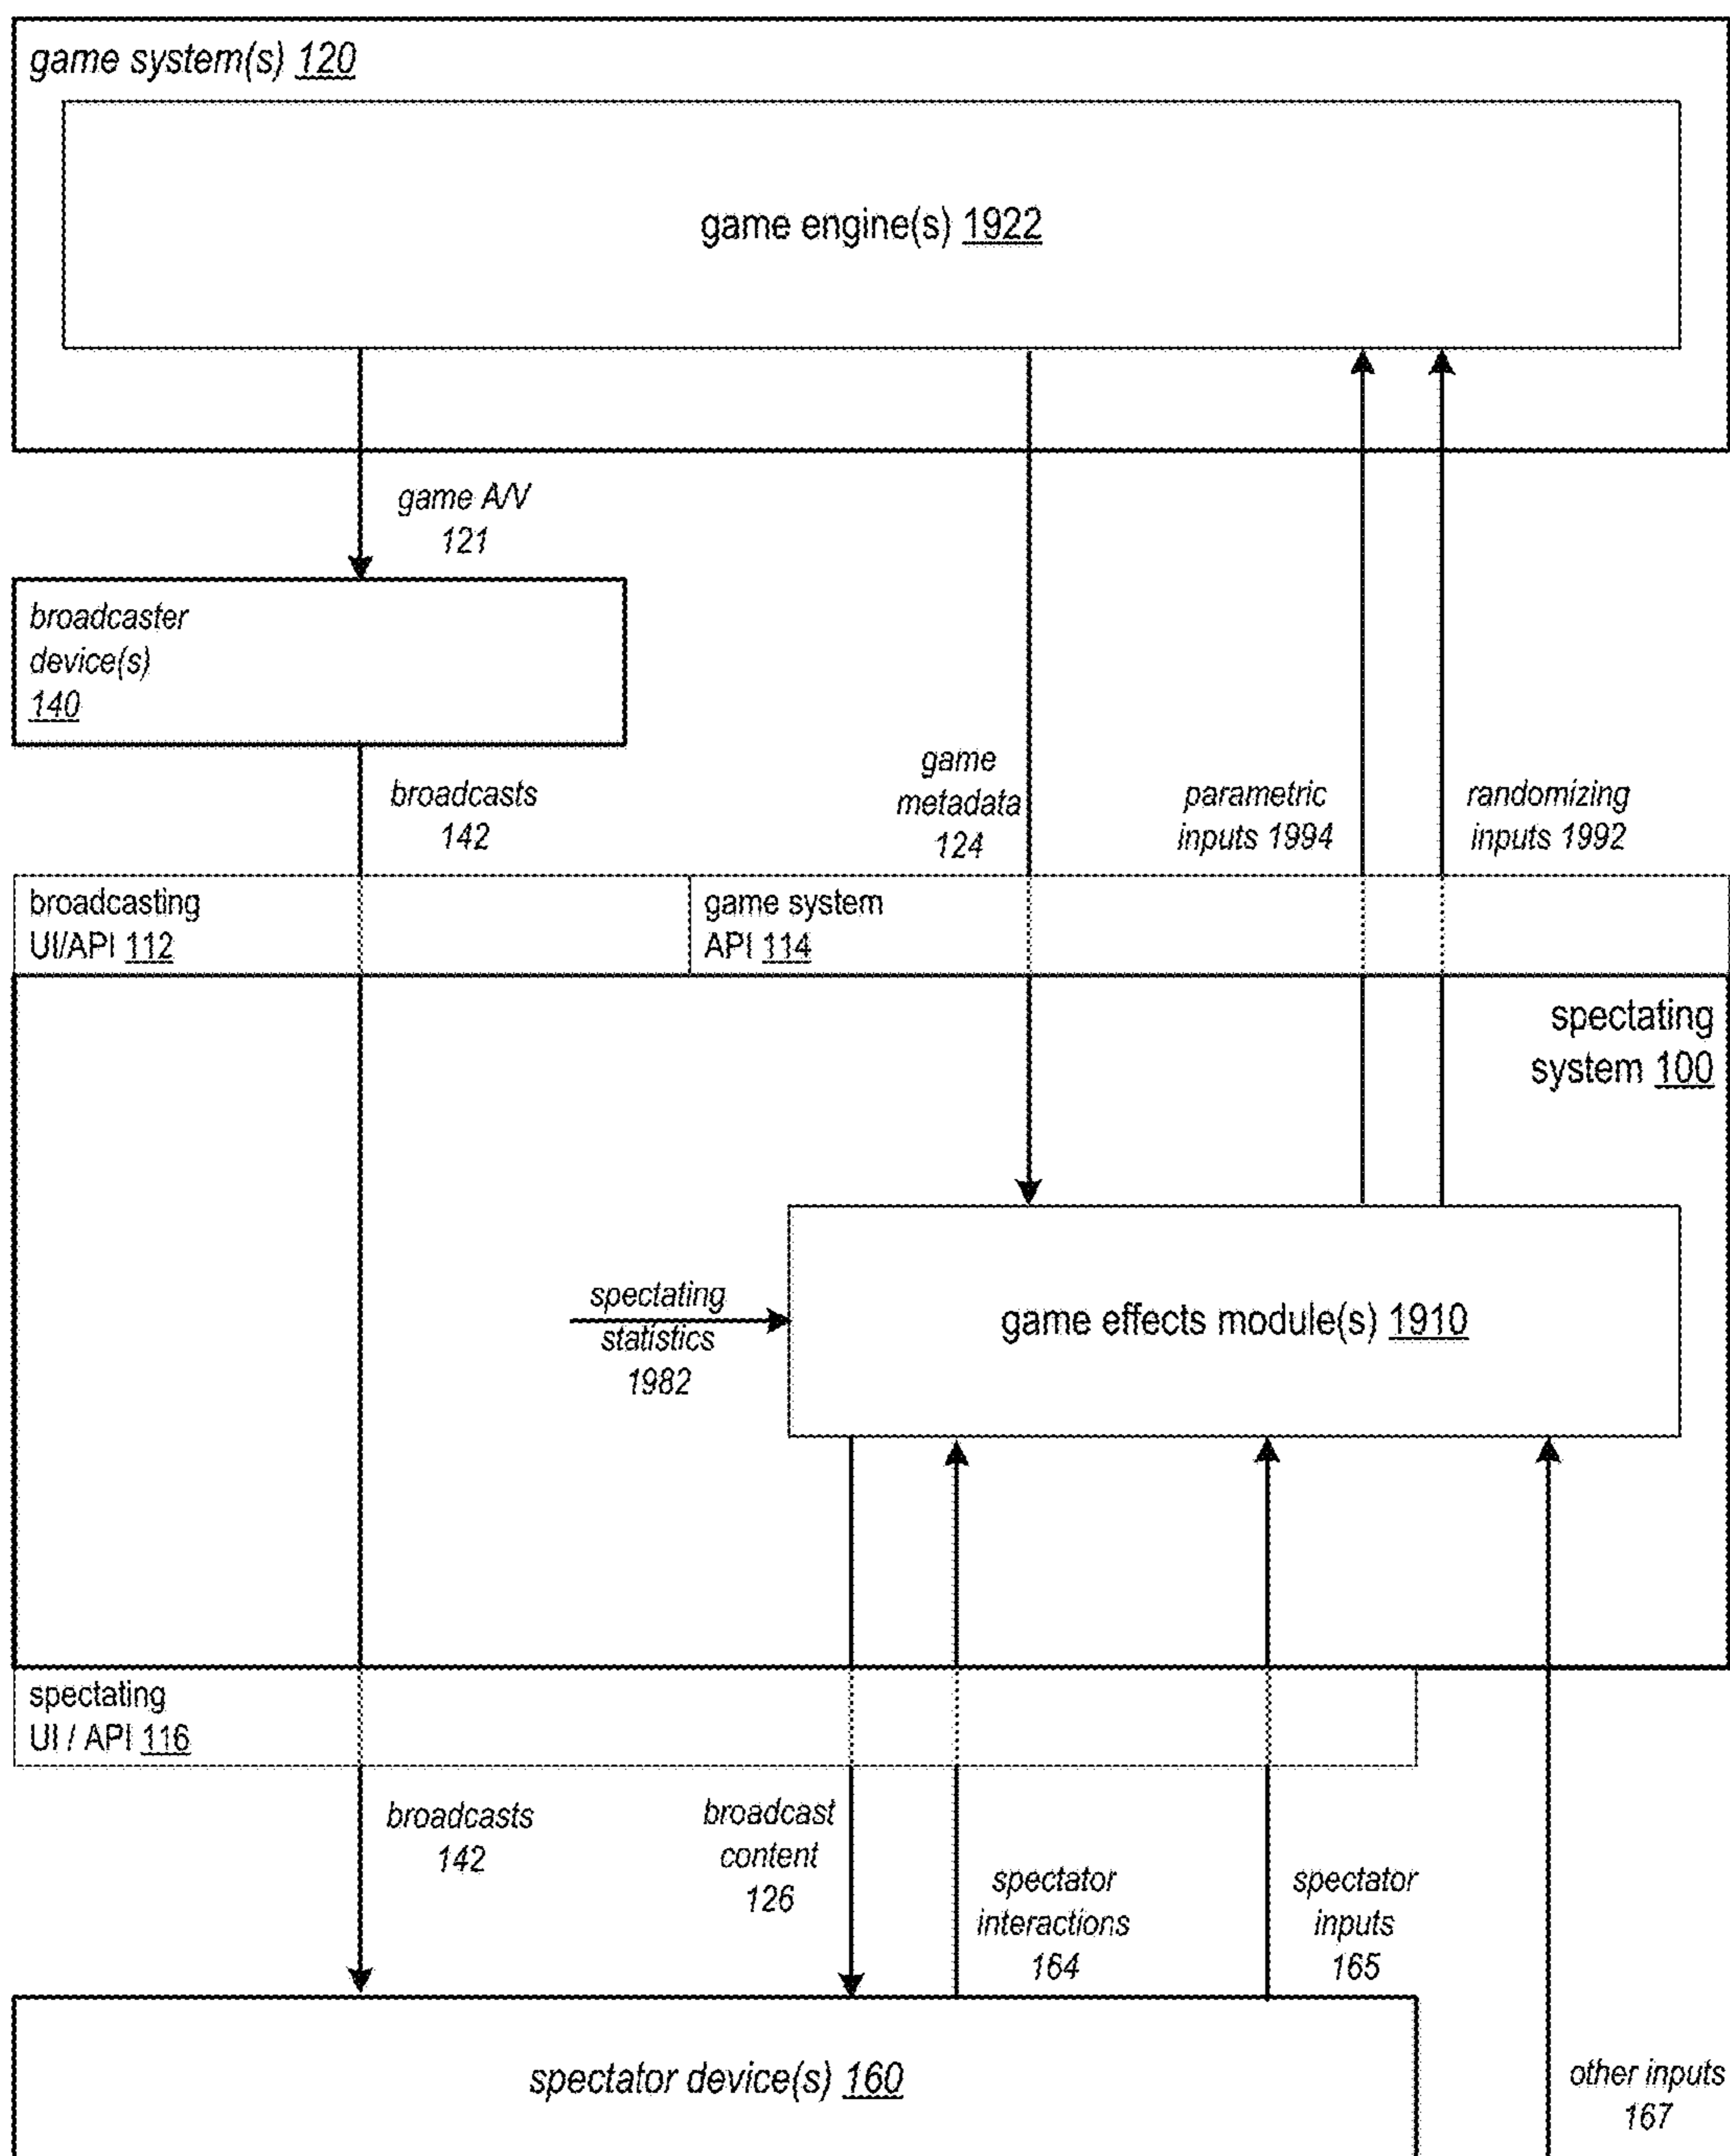 game system(s) 120
game engine(s) 1922
game A/V
121
broadcaster
device(s)
140
broadcasts
142
game
metadata
124
parametric
inputs 1994
randomizing
inputs 1992
broadcasting
UI/API 112
game system
API 114
spectating
system 100
spectating
statistics
1982
game effects module(s) 1910
spectating
UI / API 116
broadcasts
142
broadcast
content
126
spectator
interactions
164
spectator
inputs
165
spectator device(s) 160
other inputs
167